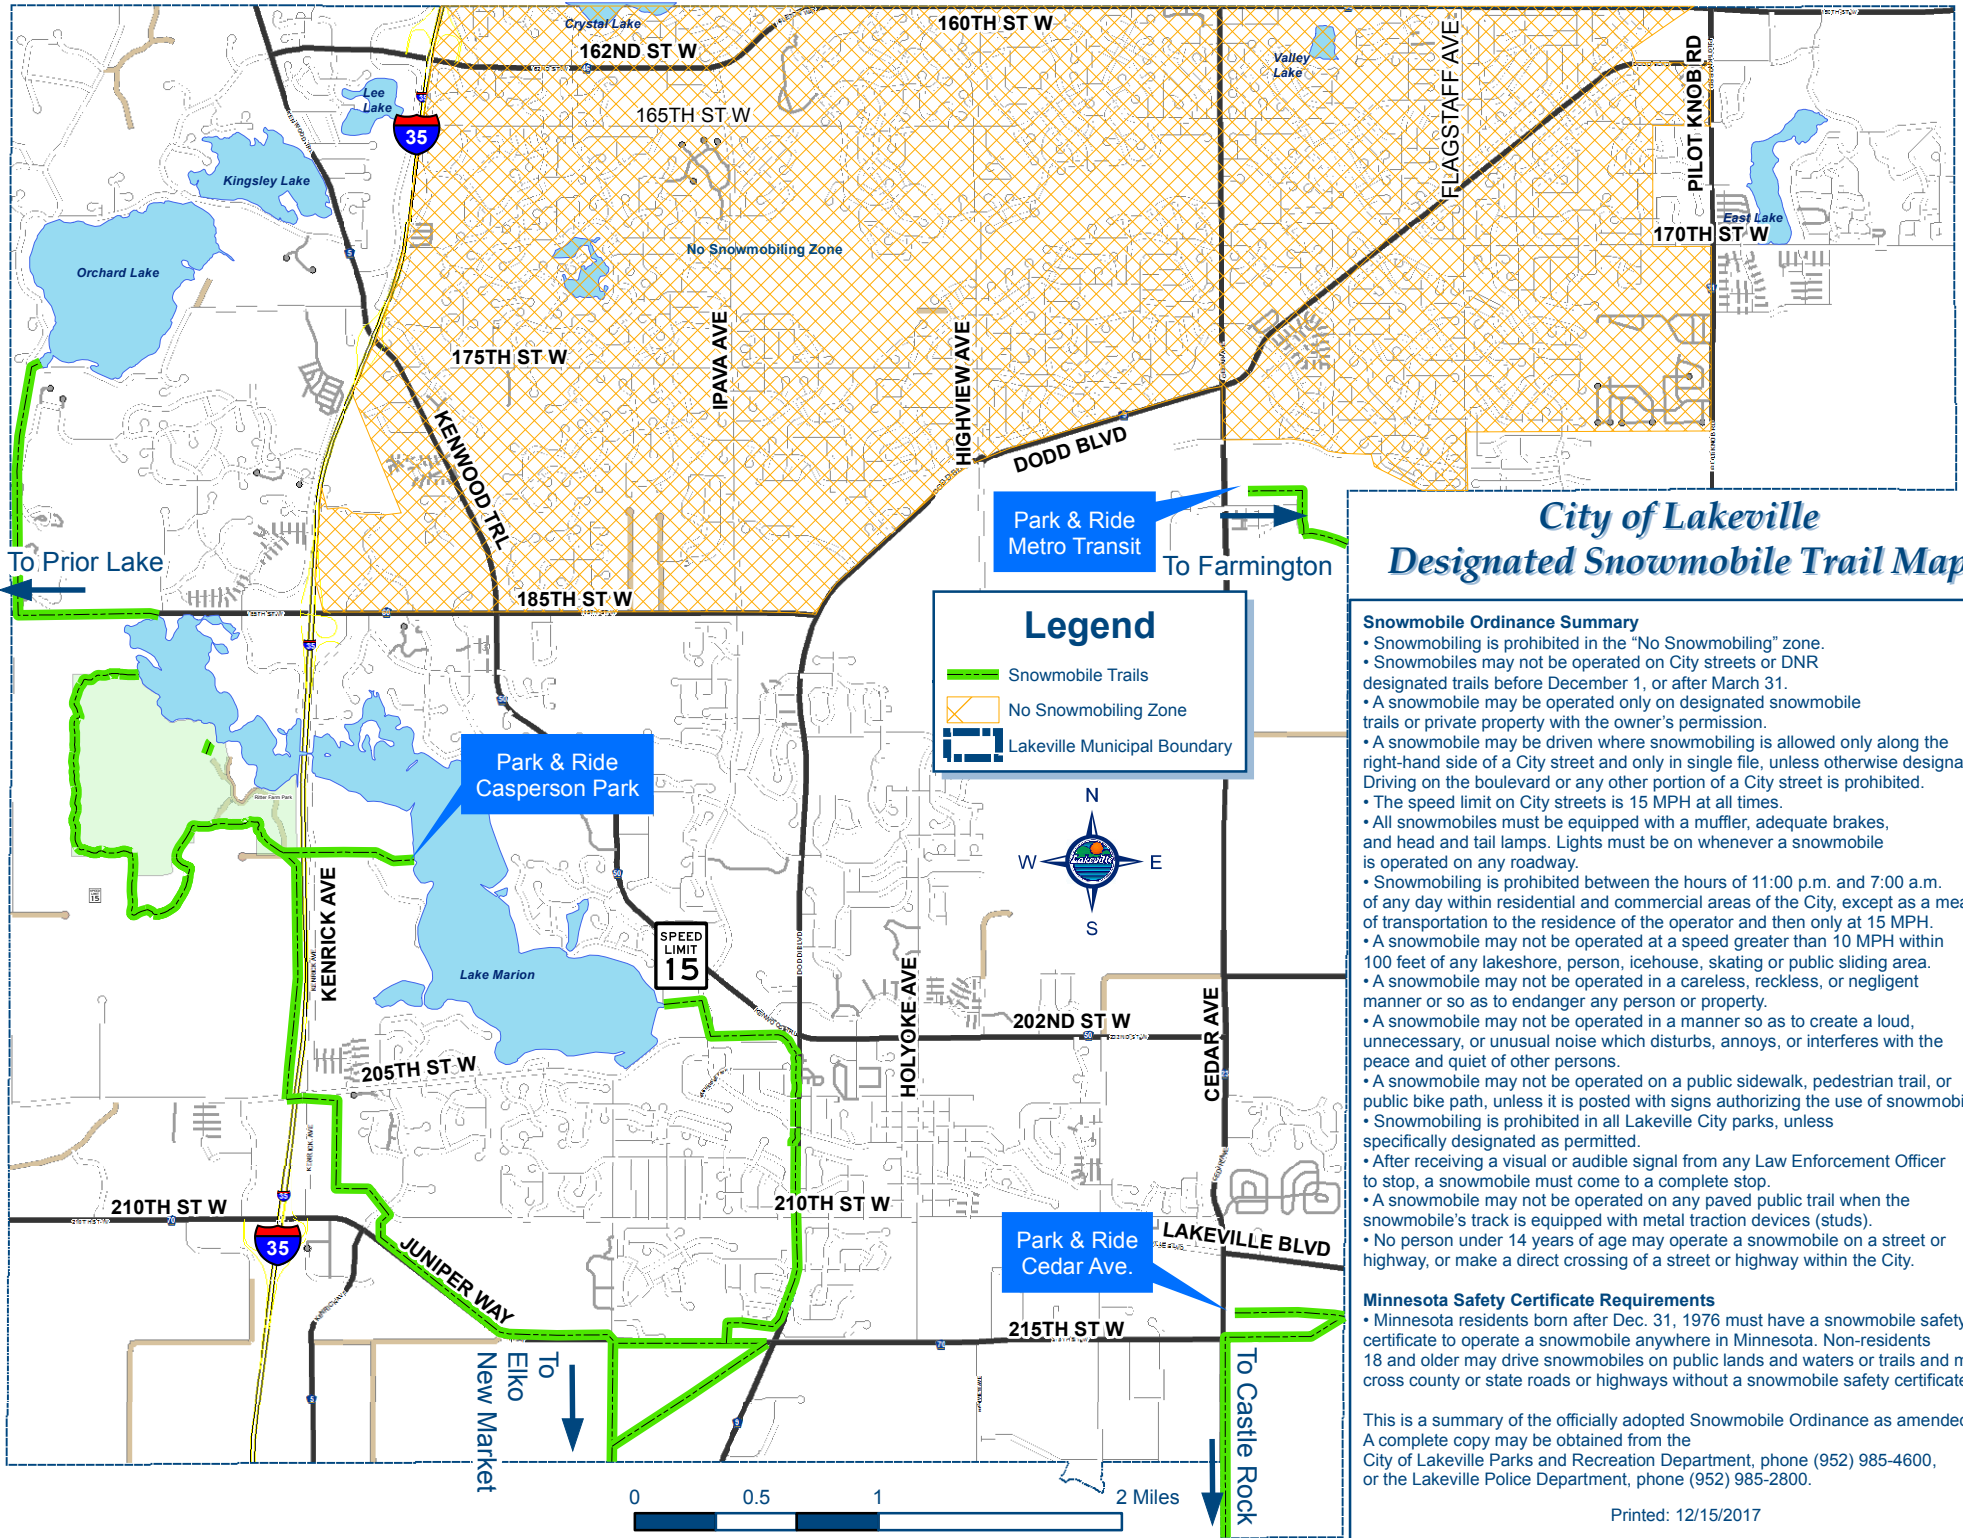 Crystal Lake
160TH ST W
162ND ST W
Valley
Lake
FLAGSTAFF AVE
PILOT KNOB RD
Lee
Lake
35
165TH ST W
Kingsley Lake
East Lake
170TH ST W
No Snowmobiling Zone
Orchard Lake
IPAVA AVE
HIGHVIEW AVE
175TH ST W
KENWOOD TRL
DODD BLVD
Park & Ride
Metro Transit
To Farmington
To Prior Lake
185TH ST W
City of Lakeville
Designated Snowmobile Trail Map
Legend
Snowmobile Trails
No Snowmobiling Zone
Lakeville Municipal Boundary
Park & Ride
Casperson Park
Ritter Farm Park
N
W
Lakeville
E
S
KENRICK AVE
SPEED
LIMIT
15
Lake Marion
HOLYOKE AVE
202ND ST W
CEDAR AVE
205TH ST W
210TH ST W
210TH ST W
35
JUNIPER WAY
Park & Ride
Cedar Ave.
LAKEVILLE BLVD
215TH ST W
To
Elko
New Market
To Castle Rock
0 0.5 1 2 Miles
Snowmobile Ordinance Summary
• Snowmobiling is prohibited in the “No Snowmobiling” zone.
• Snowmobiles may not be operated on City streets or DNR
designated trails before December 1, or after March 31.
• A snowmobile may be operated only on designated snowmobile
trails or private property with the owner’s permission.
• A snowmobile may be driven where snowmobiling is allowed only along the
right-hand side of a City street and only in single file, unless otherwise designa
Driving on the boulevard or any other portion of a City street is prohibited.
• The speed limit on City streets is 15 MPH at all times.
• All snowmobiles must be equipped with a muffler, adequate brakes,
and head and tail lamps. Lights must be on whenever a snowmobile
is operated on any roadway.
• Snowmobiling is prohibited between the hours of 11:00 p.m. and 7:00 a.m.
of any day within residential and commercial areas of the City, except as a mea
of transportation to the residence of the operator and then only at 15 MPH.
• A snowmobile may not be operated at a speed greater than 10 MPH within
100 feet of any lakeshore, person, icehouse, skating or public sliding area.
• A snowmobile may not be operated in a careless, reckless, or negligent
manner or so as to endanger any person or property.
• A snowmobile may not be operated in a manner so as to create a loud,
unnecessary, or unusual noise which disturbs, annoys, or interferes with the
peace and quiet of other persons.
• A snowmobile may not be operated on a public sidewalk, pedestrian trail, or
public bike path, unless it is posted with signs authorizing the use of snowmobi
• Snowmobiling is prohibited in all Lakeville City parks, unless
specifically designated as permitted.
• After receiving a visual or audible signal from any Law Enforcement Officer
to stop, a snowmobile must come to a complete stop.
• A snowmobile may not be operated on any paved public trail when the
snowmobile’s track is equipped with metal traction devices (studs).
• No person under 14 years of age may operate a snowmobile on a street or
highway, or make a direct crossing of a street or highway within the City.
Minnesota Safety Certificate Requirements
• Minnesota residents born after Dec. 31, 1976 must have a snowmobile safety
certificate to operate a snowmobile anywhere in Minnesota. Non-residents
18 and older may drive snowmobiles on public lands and waters or trails and m
cross county or state roads or highways without a snowmobile safety certificate
This is a summary of the officially adopted Snowmobile Ordinance as amended
A complete copy may be obtained from the
City of Lakeville Parks and Recreation Department, phone (952) 985-4600,
or the Lakeville Police Department, phone (952) 985-2800.
Printed: 12/15/2017